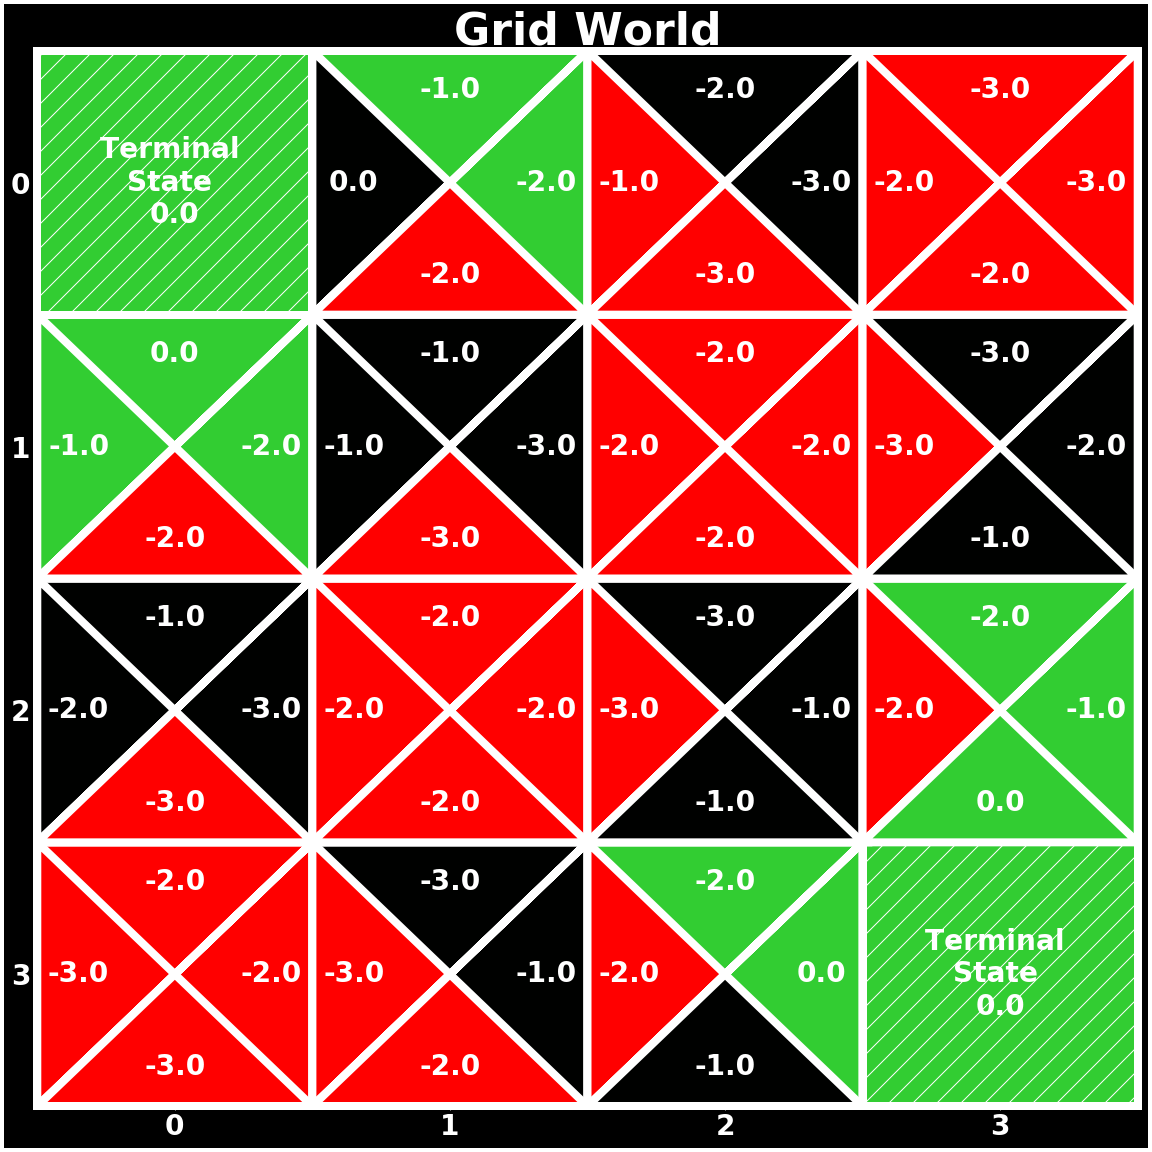 Grid World
-1.0 -2.0 -3.0
Terminal
State
0.0
0 0.0 -2.0 -1.0 -3.0 -2.0 -3.0
-2.0 -3.0 -2.0
0.0 -1.0 -2.0 -3.0
1 -1.0 -2.0 -1.0 -3.0 -2.0 -2.0 -3.0 -2.0
-2.0 -3.0 -2.0 -1.0
-1.0 -2.0 -3.0 -2.0
2 -2.0 -3.0 -2.0 -2.0 -3.0 -1.0 -2.0 -1.0
-3.0 -2.0 -1.0 0.0
-2.0 -3.0 -2.0
Terminal
State
0.0
3 -3.0 -2.0 -3.0 -1.0 -2.0 0.0
-3.0 -2.0 -1.0
0 1 2 3